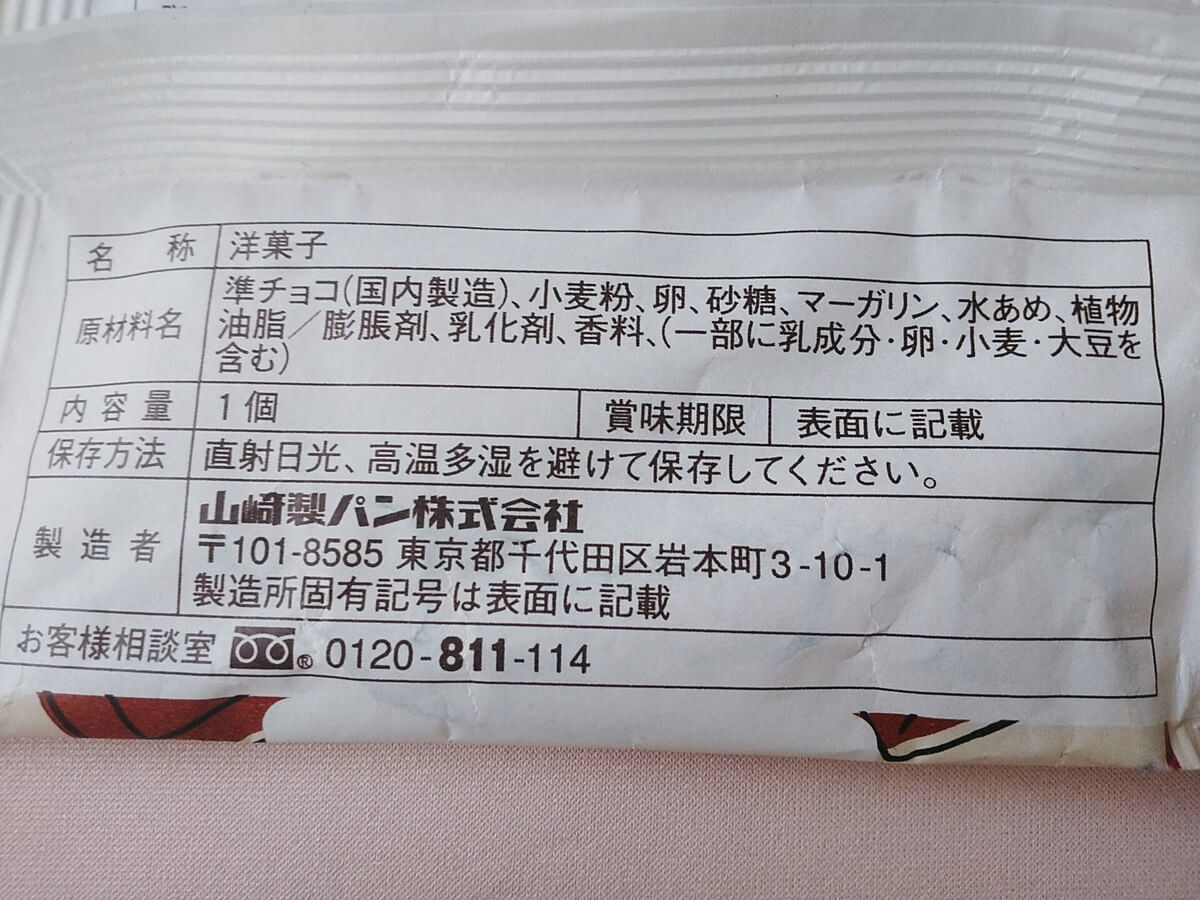 名称 洋菓子
原材料名 準チョコ(国内製造)、小麦粉、卵、砂糖、マーガリン、水あめ、植物
油脂／膨脹剤、乳化剤、香料、(一部に乳成分・卵・小麦・大豆を
含む)
内容量 1個 賞味期限 表面に記載
保存方法 直射日光、高温多湿を避けて保存してください。
製造者 山崎製パン株式会社
〒101-8585 東京都千代田区岩本町3-10-1
製造所固有記号は表面に記載
お客様相談室 ® 0120-811-114